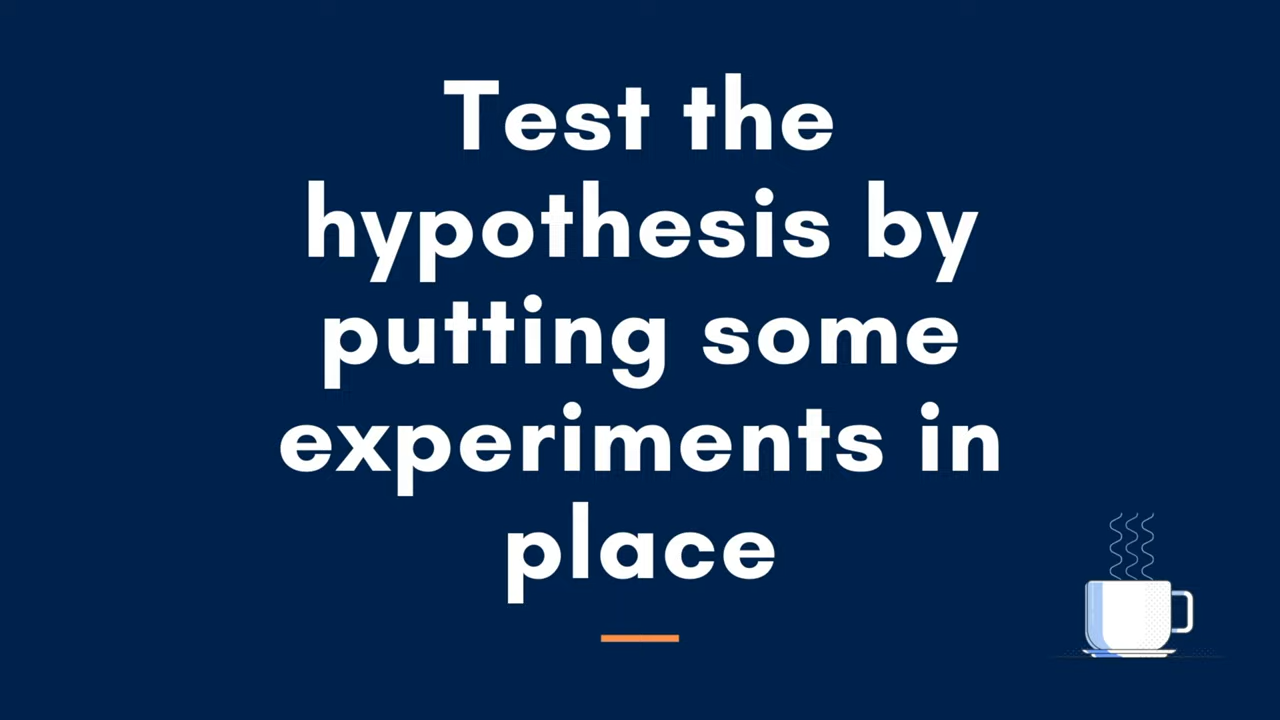 Test the
hypothesis by
putting some
experiments in
place